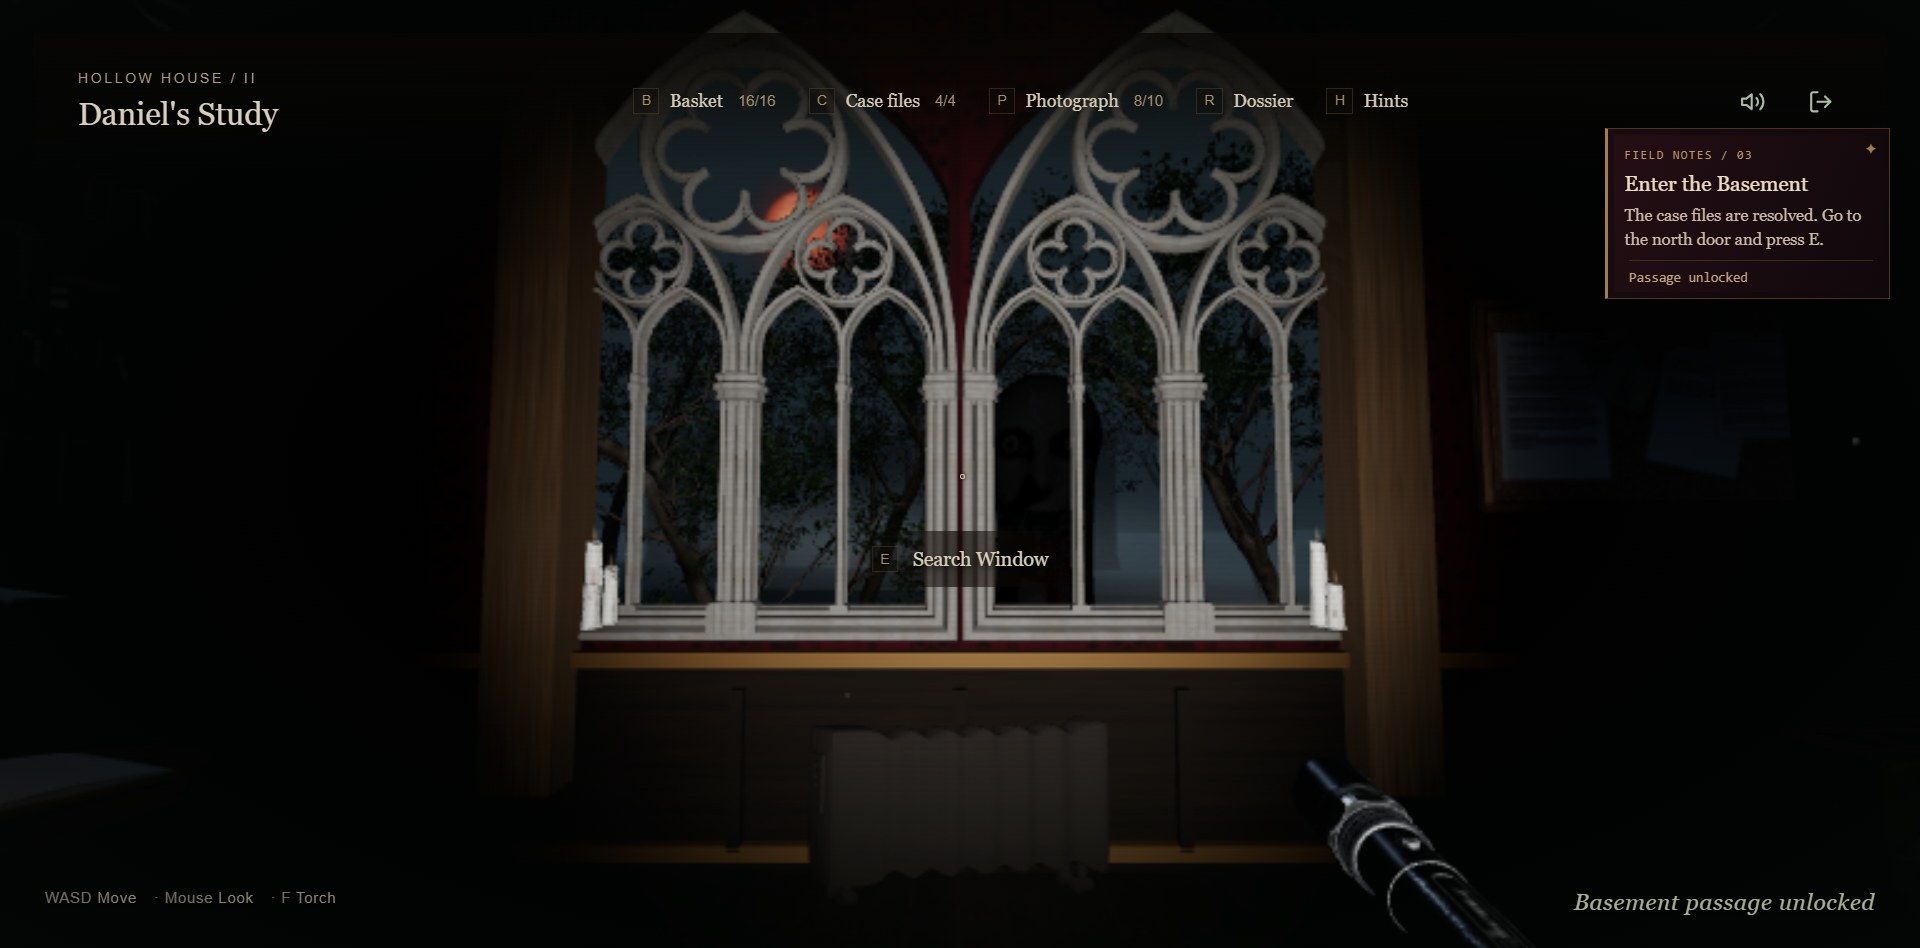 HOLLOW HOUSE / II
Daniel's Study
B Basket 16/16 C Case files 4/4 P Photograph 8/10 R Dossier H Hints
FIELD NOTES / 03
Enter the Basement
The case files are resolved. Go to
the north door and press E.
Passage unlocked
E Search Window
WASD Move · Mouse Look · F Torch
Basement passage unlocked